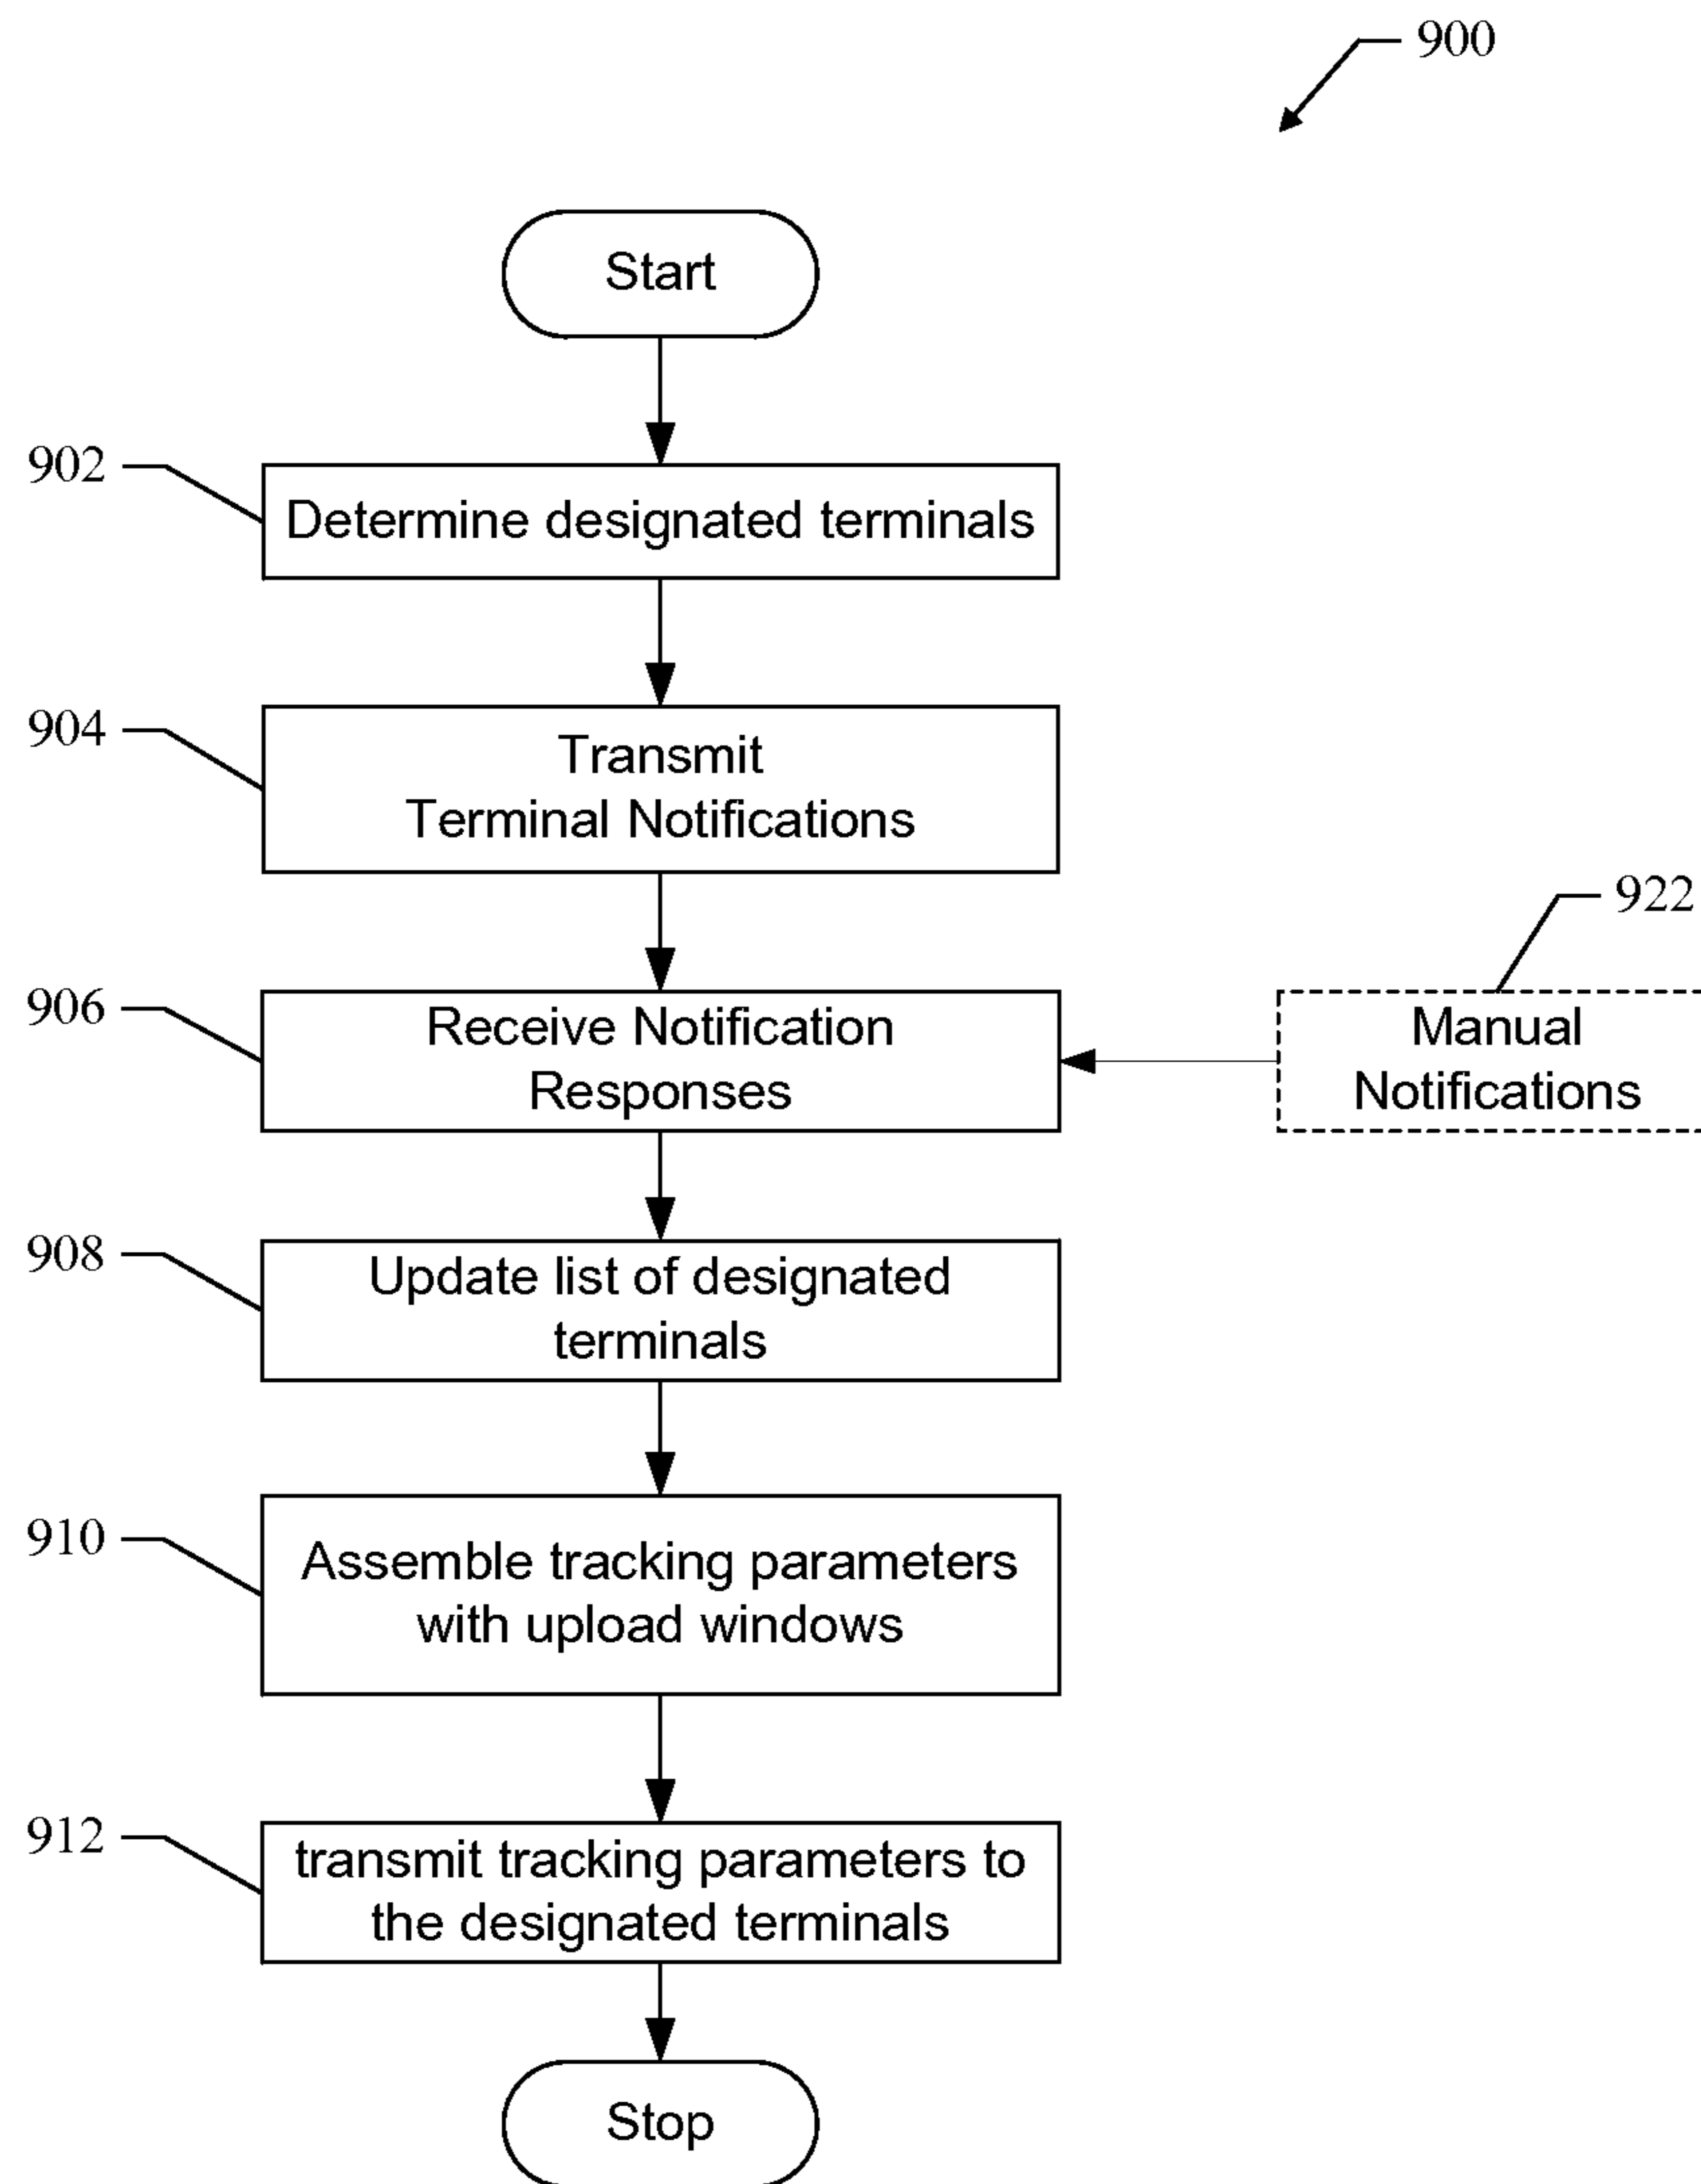 900
Start
902
Determine designated terminals
904
Transmit
Terminal Notifications
922
906
Receive Notification
Responses
Manual
Notifications
908
Update list of designated
terminals
910
Assemble tracking parameters
with upload windows
912
transmit tracking parameters to
the designated terminals
Stop